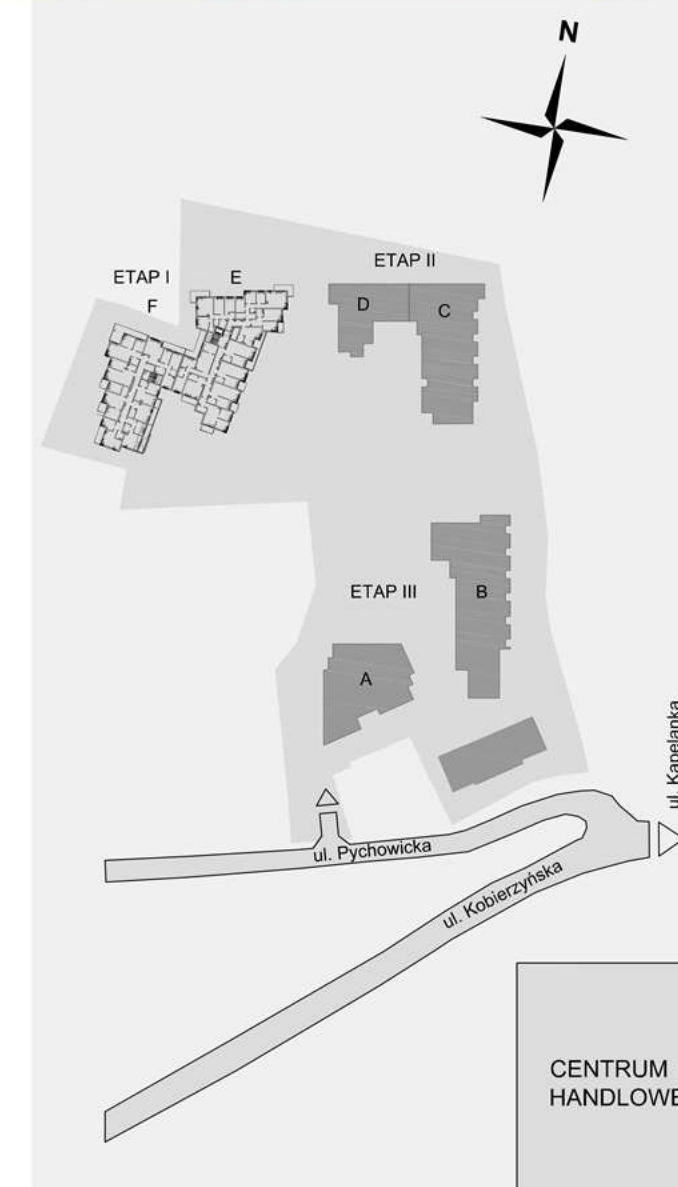 N
ETAP II
ETAP I
E
F
D
C
ETAP III
B
A
ul. Kapelanka
ul. Pychowicka
ul. Kobierzyńska
CENTRUM
HANDLOWE